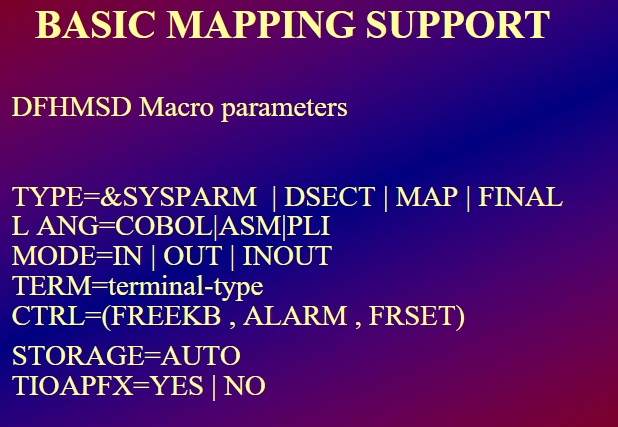 BASIC MAPPING SUPPORT
DFHMSD Macro parameters
TYPE=&SYSPARM | DSECT | MAP | FINAL
L ANG=COBOL|ASM|PLI
MODE=IN | OUT | INOUT
TERM=terminal-type
CTRL=(FREEKB , ALARM , FRSET)
STORAGE=AUTO
TIOAPFX=YES | NO